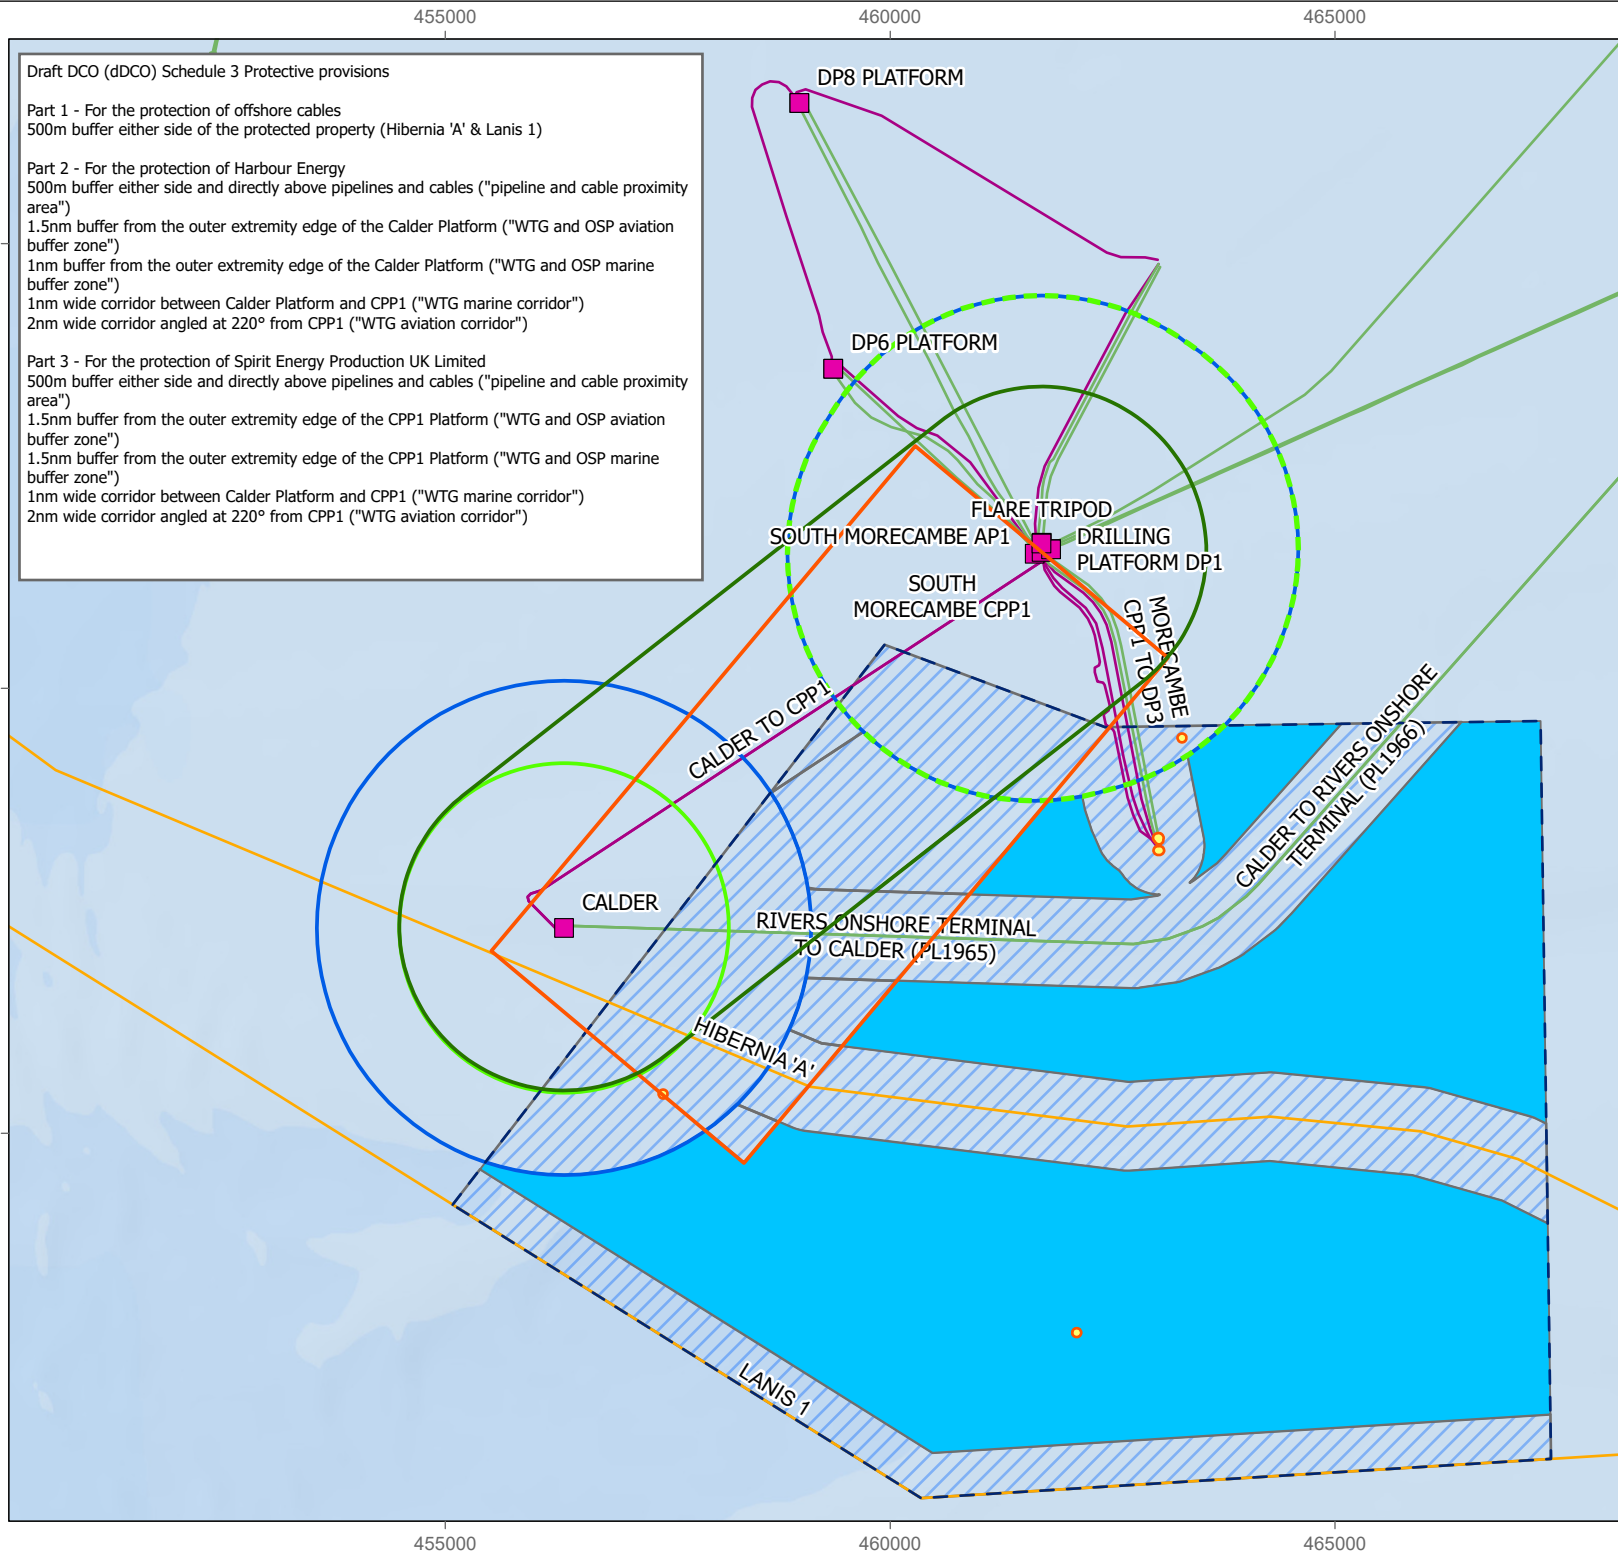 455000
460000
465000
Draft DCO (dDCO) Schedule 3 Protective provisions
Part 1 - For the protection of offshore cables
500m buffer either side of the protected property (Hibernia 'A' & Lanis 1)
Part 2 - For the protection of Harbour Energy
500m buffer either side and directly above pipelines and cables ("pipeline and cable proximity
area")
1.5nm buffer from the outer extremity edge of the Calder Platform ("WTG and OSP aviation
buffer zone")
1nm buffer from the outer extremity edge of the Calder Platform ("WTG and OSP marine
buffer zone")
1nm wide corridor between Calder Platform and CPP1 ("WTG marine corridor")
2nm wide corridor angled at 220° from CPP1 ("WTG aviation corridor")
Part 3 - For the protection of Spirit Energy Production UK Limited
500m buffer either side and directly above pipelines and cables ("pipeline and cable proximity
area")
1.5nm buffer from the outer extremity edge of the CPP1 Platform ("WTG and OSP aviation
buffer zone")
1.5nm buffer from the outer extremity edge of the CPP1 Platform ("WTG and OSP marine
buffer zone")
1nm wide corridor between Calder Platform and CPP1 ("WTG marine corridor")
2nm wide corridor angled at 220° from CPP1 ("WTG aviation corridor")
DP8 PLATFORM
DP6 PLATFORM
FLARE TRIPOD
SOUTH MORECAMBE AP1
DRILLING
PLATFORM DP1
SOUTH
MORECAMBE CPP1
MORECAMBE
CPP1 TO DP3
CALDER TO CPP1
CALDER TO RIVERS ONSHORE
TERMINAL (PL1966)
CALDER
RIVERS ONSHORE TERMINAL
TO CALDER (PL1965)
HIBERNIA 'A'
LANIS 1
455000
460000
465000